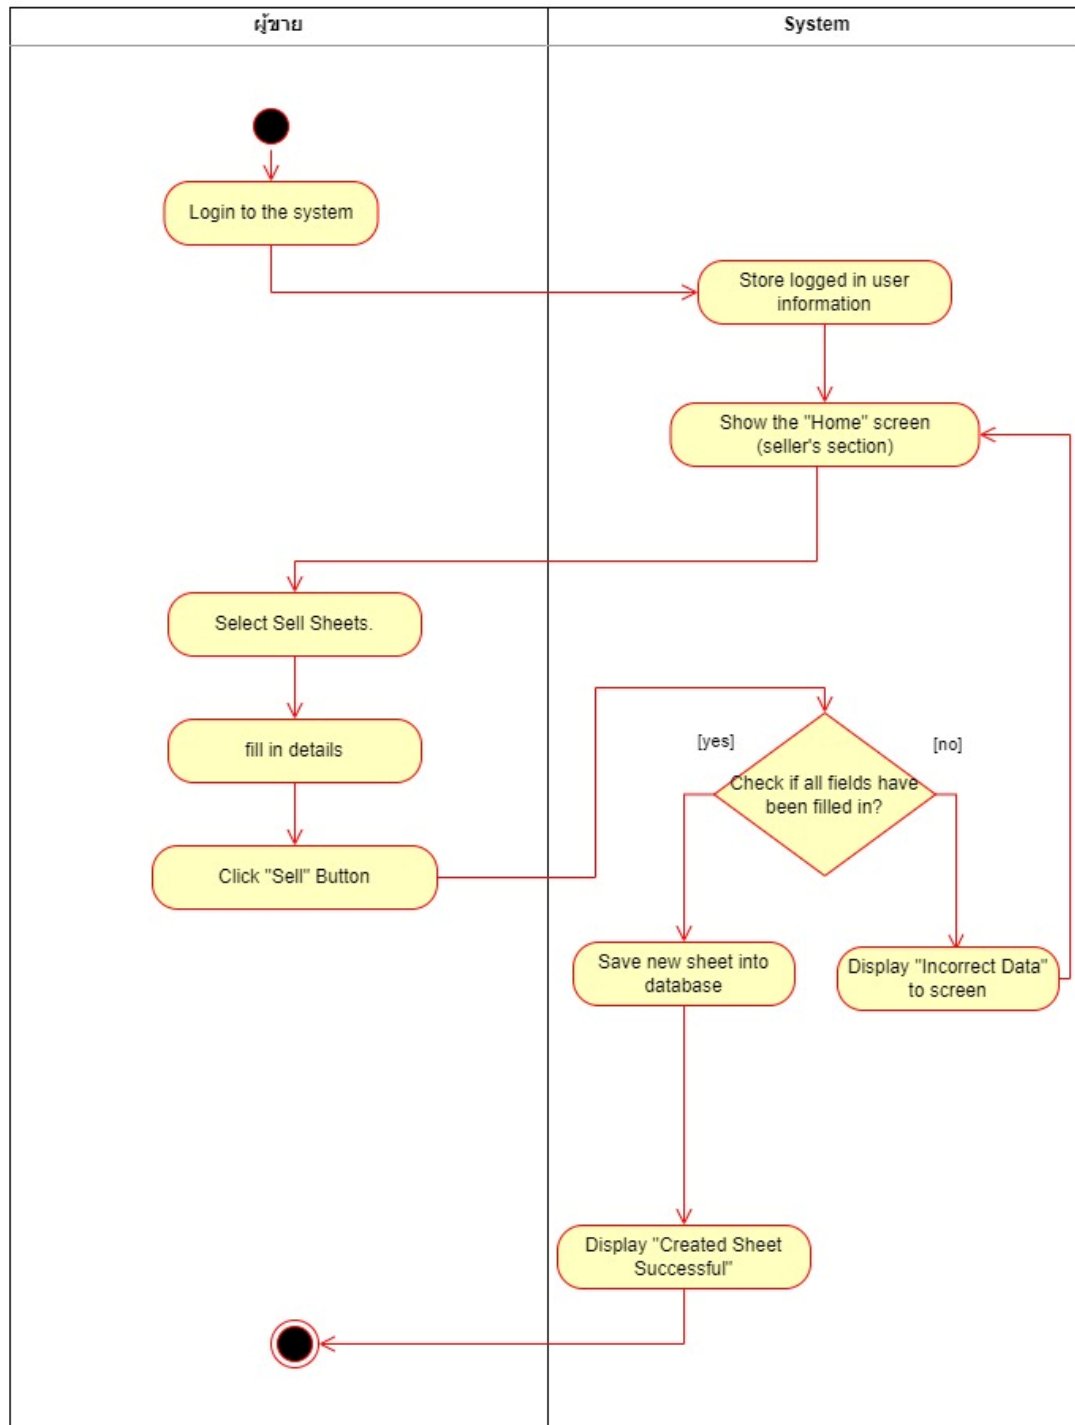 ผู้ขาย
System
Login to the system
Store logged in user
information
Show the "Home" screen
(seller's section)
Select Sell Sheets.
fill in details
Click "Sell" Button
[yes]
[no]
Check if all fields have
been filled in?
Save new sheet into
database
Display "Incorrect Data"
to screen
Display "Created Sheet
Successful"